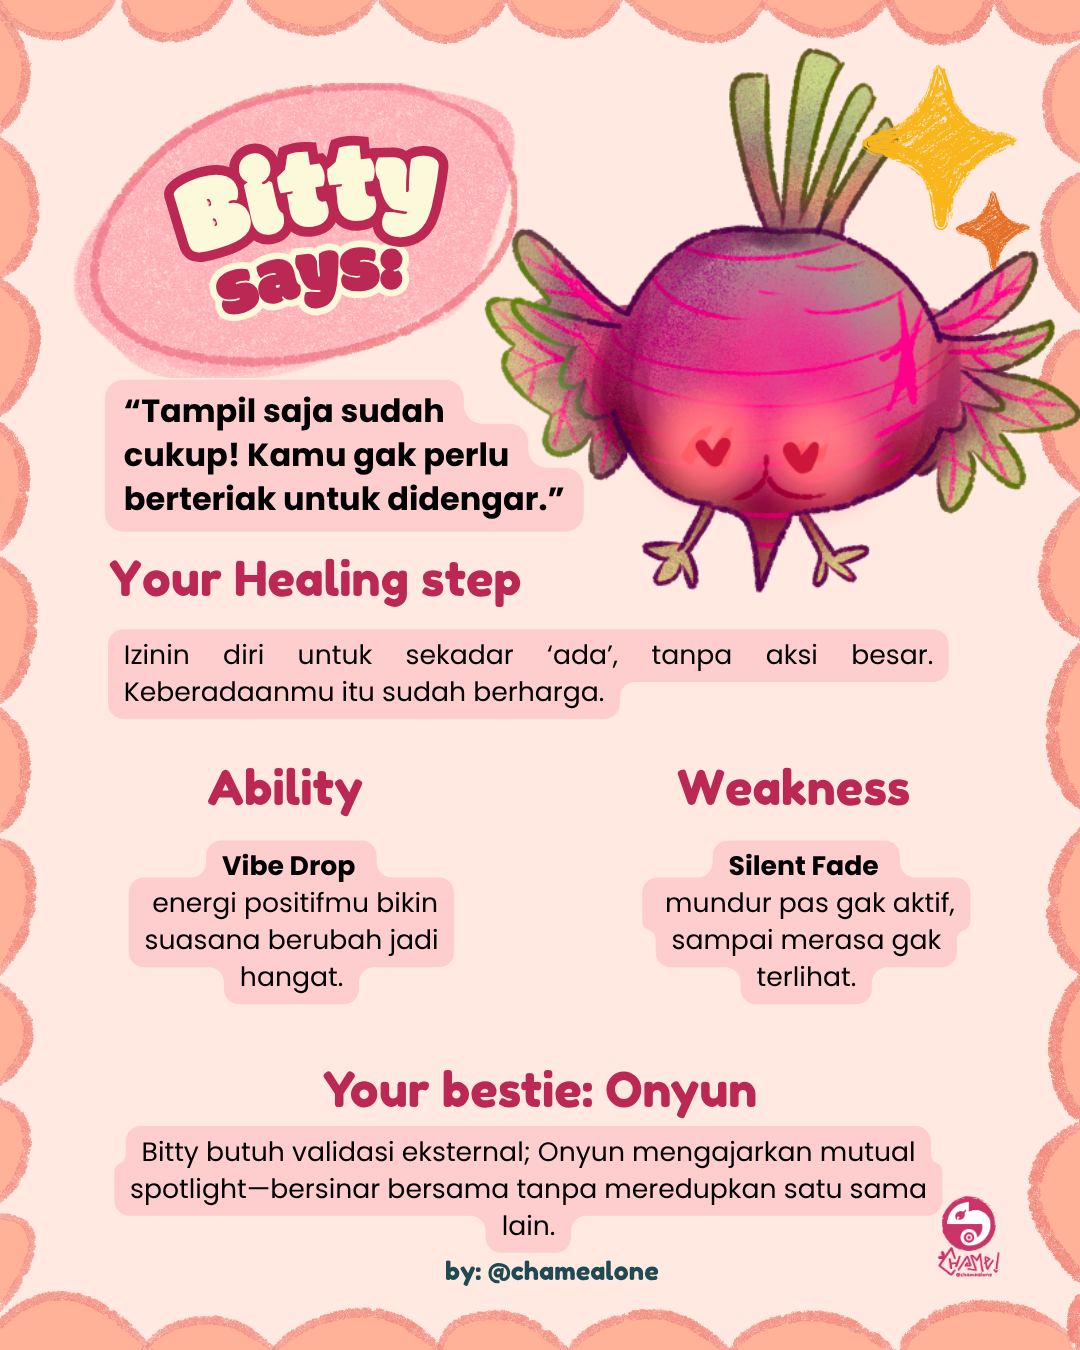 Bitty
says:
“Tampil saja sudah
cukup! Kamu gak perlu
berteriak untuk didengar.”
Your Healing step
Izinin diri untuk sekadar ‘ada’, tanpa aksi besar.
Keberadaanmu itu sudah berharga.
Ability
Vibe Drop
energi positifmu bikin
suasana berubah jadi
hangat.
Weakness
Silent Fade
mundur pas gak aktif,
sampai merasa gak
terlihat.
Your bestie: Onyun
Bitty butuh validasi eksternal; Onyun mengajarkan mutual
spotlight—bersinar bersama tanpa meredupkan satu sama
lain.
by: @chamealone
CHAME!
@chamealone